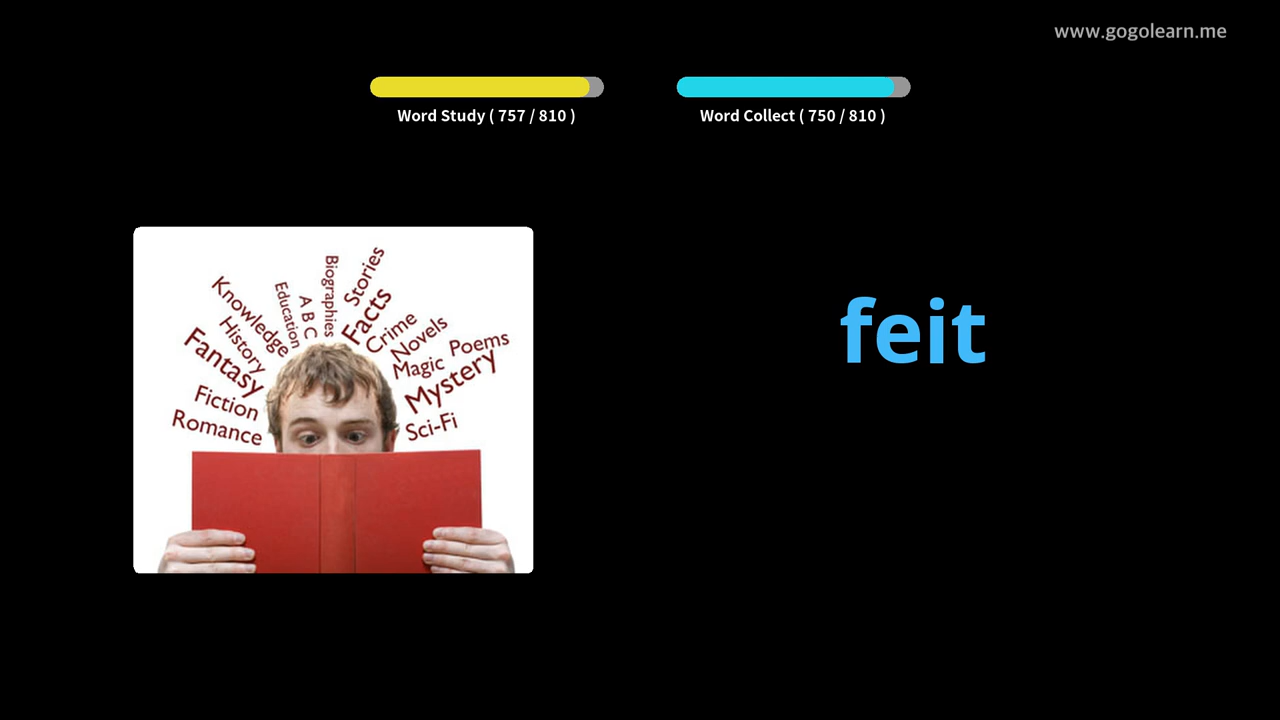 www.gogolearn.me
Word Study ( 757 / 810 )
Word Collect ( 750 / 810 )
feit
Knowledge
Education
A B C
Biographies
Stories
Facts
History
Crime
Novels
Fantasy
Magic
Poems
Mystery
Fiction
Romance
Sci-Fi